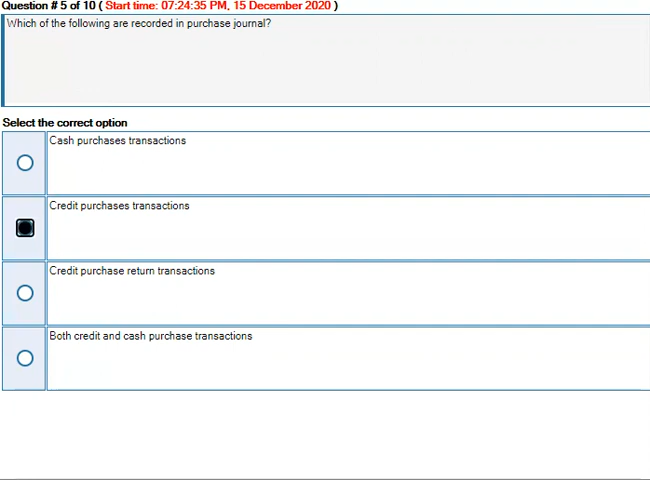 Question # 5 of 10 ( Start time: 07:24:35 PM, 15 December 2020 )
Which of the following are recorded in purchase journal?
Select the correct option
Cash purchases transactions
Credit purchases transactions
Credit purchase return transactions
Both credit and cash purchase transactions